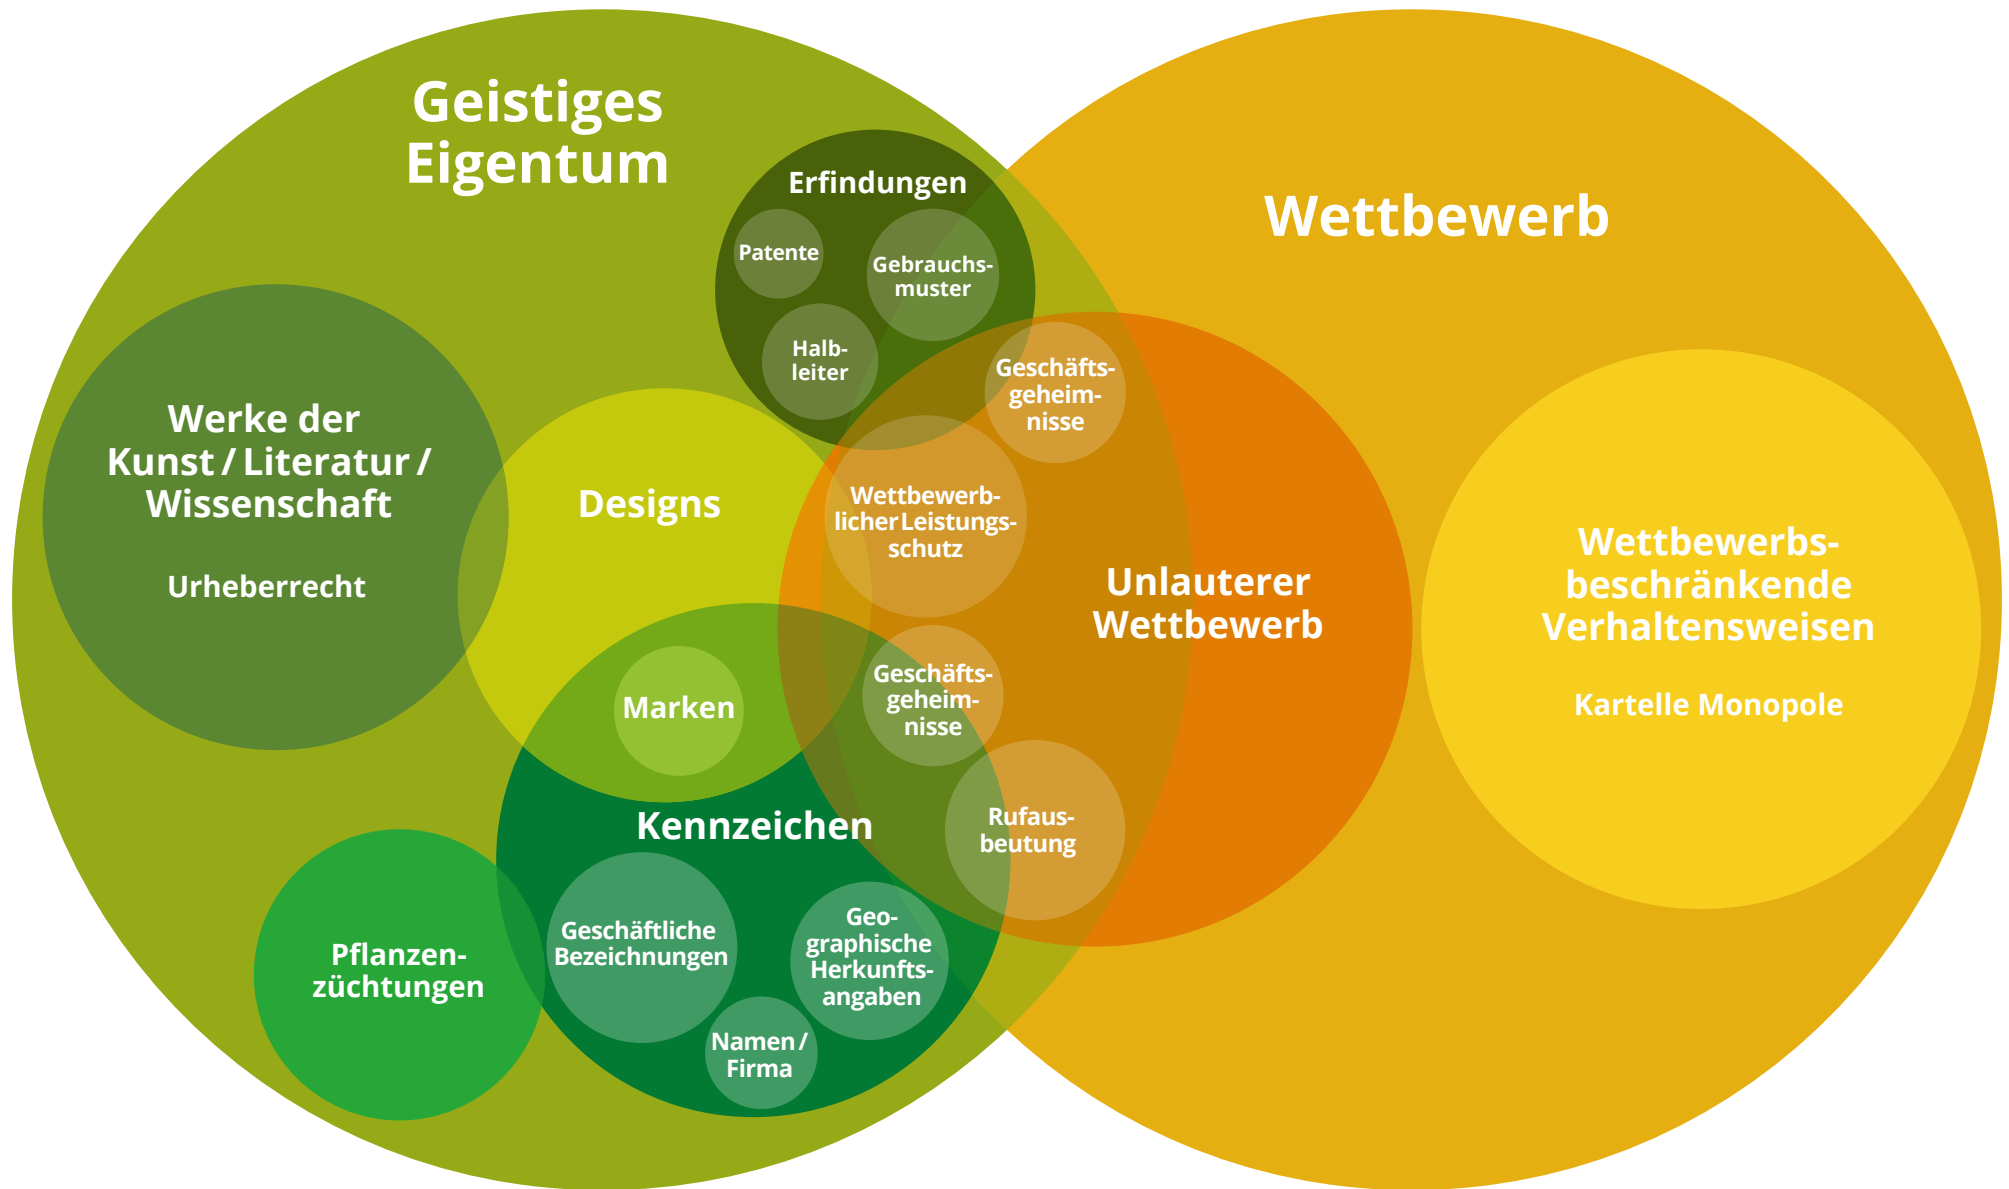 Geistiges
Eigentum
Wettbewerb
Erfindungen
Patente
Gebrauchs-
muster
Halb-
leiter
Geschäfts-
geheim-
nisse
Werke der
Kunst / Literatur /
Wissenschaft
Urheberrecht
Designs
Wettbewerb-
licher Leistungs-
schutz
Unlauterer
Wettbewerb
Wettbewerbs-
beschränkende
Verhaltensweisen
Kartelle Monopole
Marken
Geschäfts-
geheim-
nisse
Rufaus-
beutung
Kennzeichen
Pflanzen-
züchtungen
Geschäftliche
Bezeichnungen
Geo-
graphische
Herkunfts-
angaben
Namen /
Firma